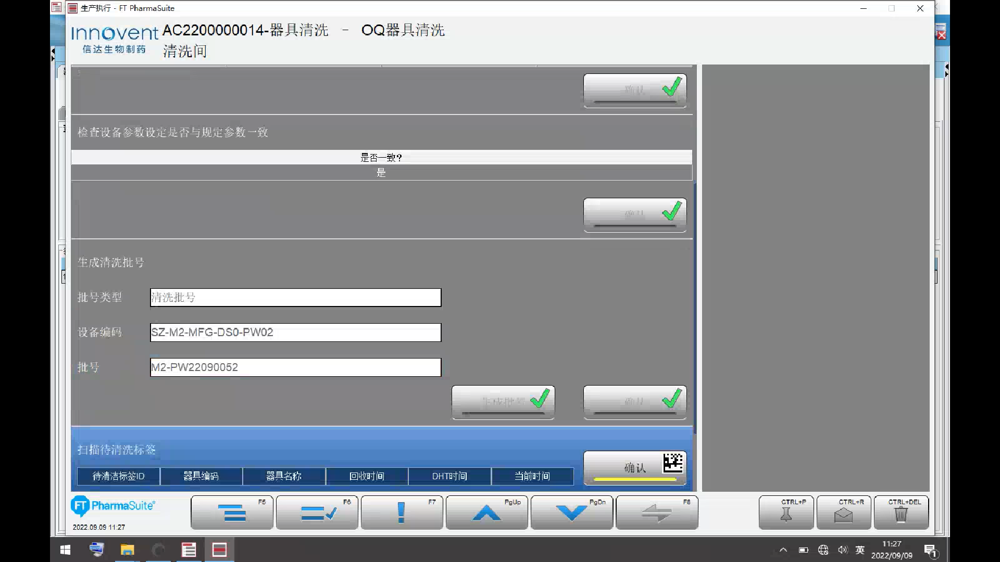 生产执行 - FT PharmaSuite
Innovent
信达生物制药
AC2200000014-器具清洗 - OQ器具清洗
清洗间
确认
检查设备参数设定是否与规定参数一致
是否一致？
是
确认
生成清洗批号
批号类型
清洗批号
设备编码
SZ-M2-MFG-DS0-PW02
批号
M2-PW22090052
生成批号
确认
扫描待清洗标签
确认
待清洁标签ID
器具编码
器具名称
回收时间
DHT时间
当前时间
FT PharmaSuite®
F5
F6
F7
PgUp
PgDn
F8
CTRL+P
CTRL+R
CTRL+DEL
2022.09.09 11:27
英
11:27
2022/09/09
1